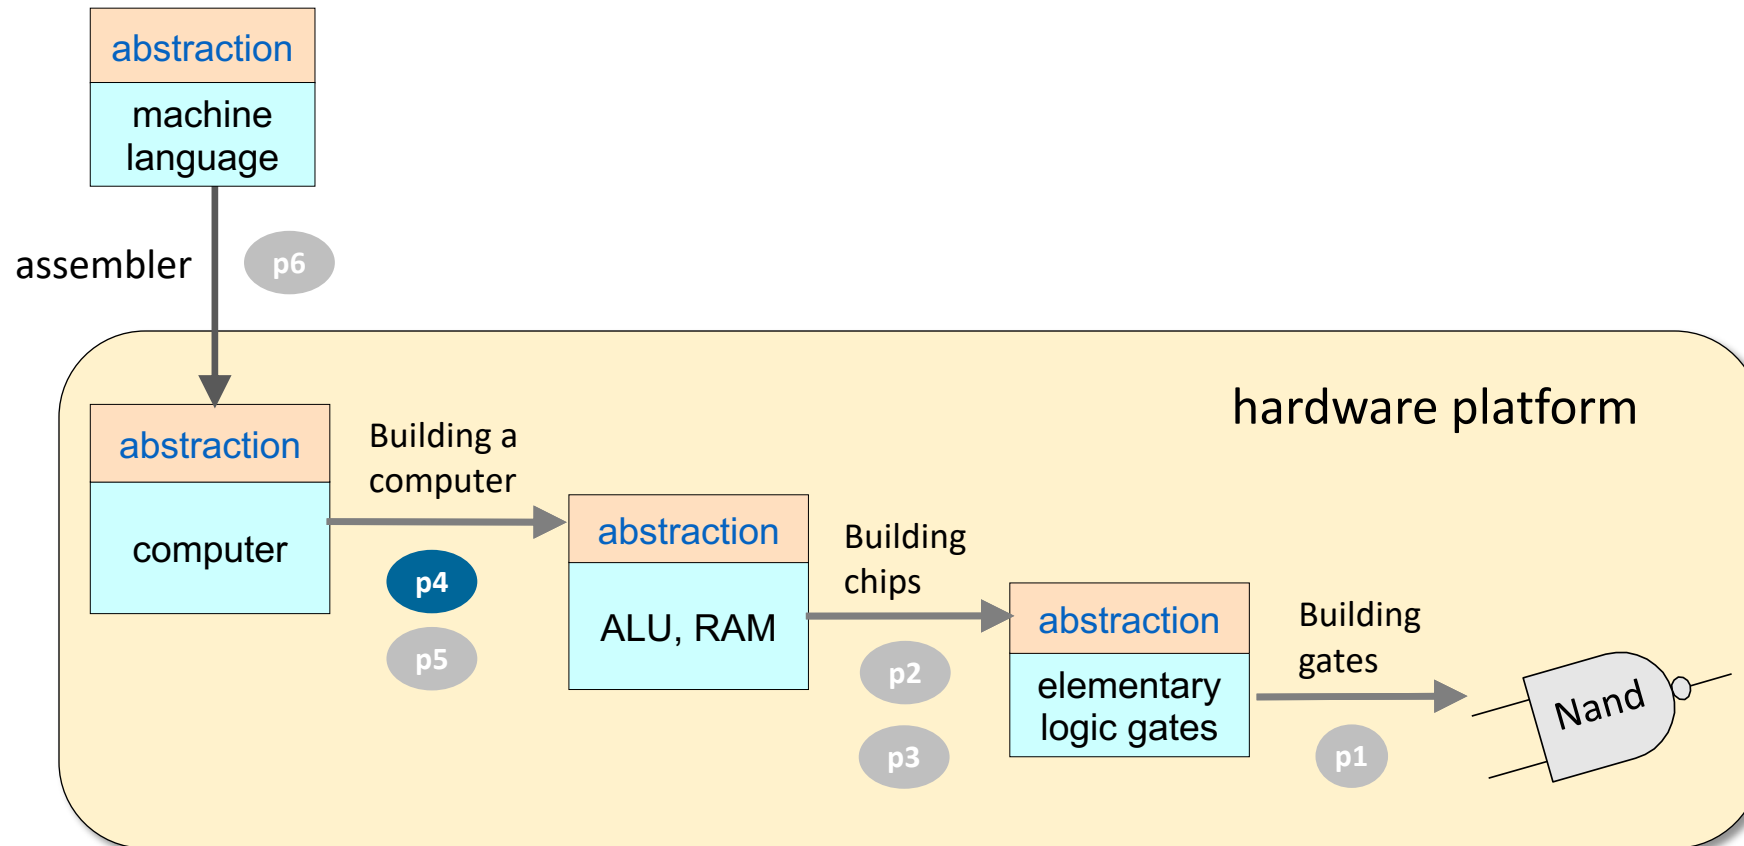 abstraction
machine
language
assembler
p6
hardware platform
abstraction
computer
Building a
computer
p4
p5
abstraction
ALU, RAM
Building
chips
p2
p3
abstraction
elementary
logic gates
Building
gates
p1
Nand